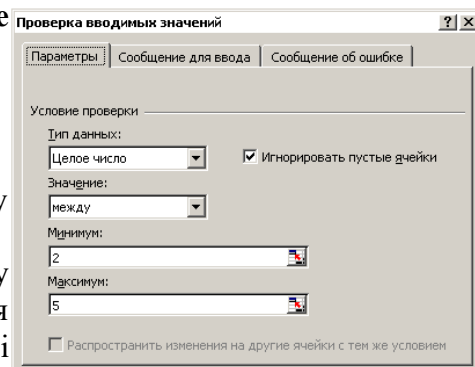 е
Проверка вводимых значений
Параметры Сообщение для ввода Сообщение об ошибке
Условие проверки
Тип данных:
Целое число
Игнорировать пустые ячейки
Значение:
у
между
Минимум:
у
2
Максимум:
я
5
і
Распространить изменения на другие ячейки с тем же условием